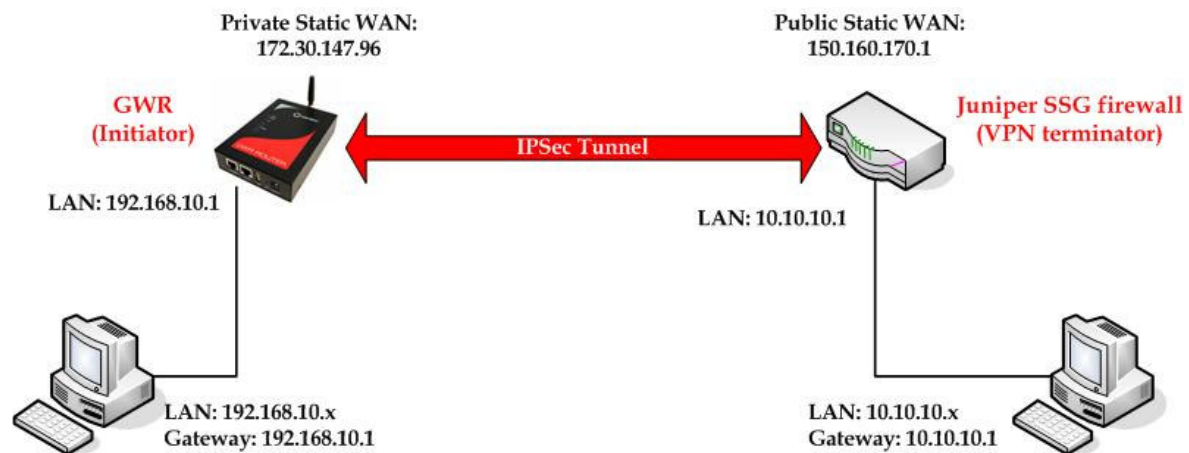 Private Static WAN:
172.30.147.96
Public Static WAN:
150.160.170.1
GWR
(Initiator)
Juniper SSG firewall
(VPN terminator)
IPSec Tunnel
GWR ROUTER
LAN: 192.168.10.1
LAN: 10.10.10.1
LAN: 192.168.10.x
Gateway: 192.168.10.1
LAN: 10.10.10.x
Gateway: 10.10.10.1